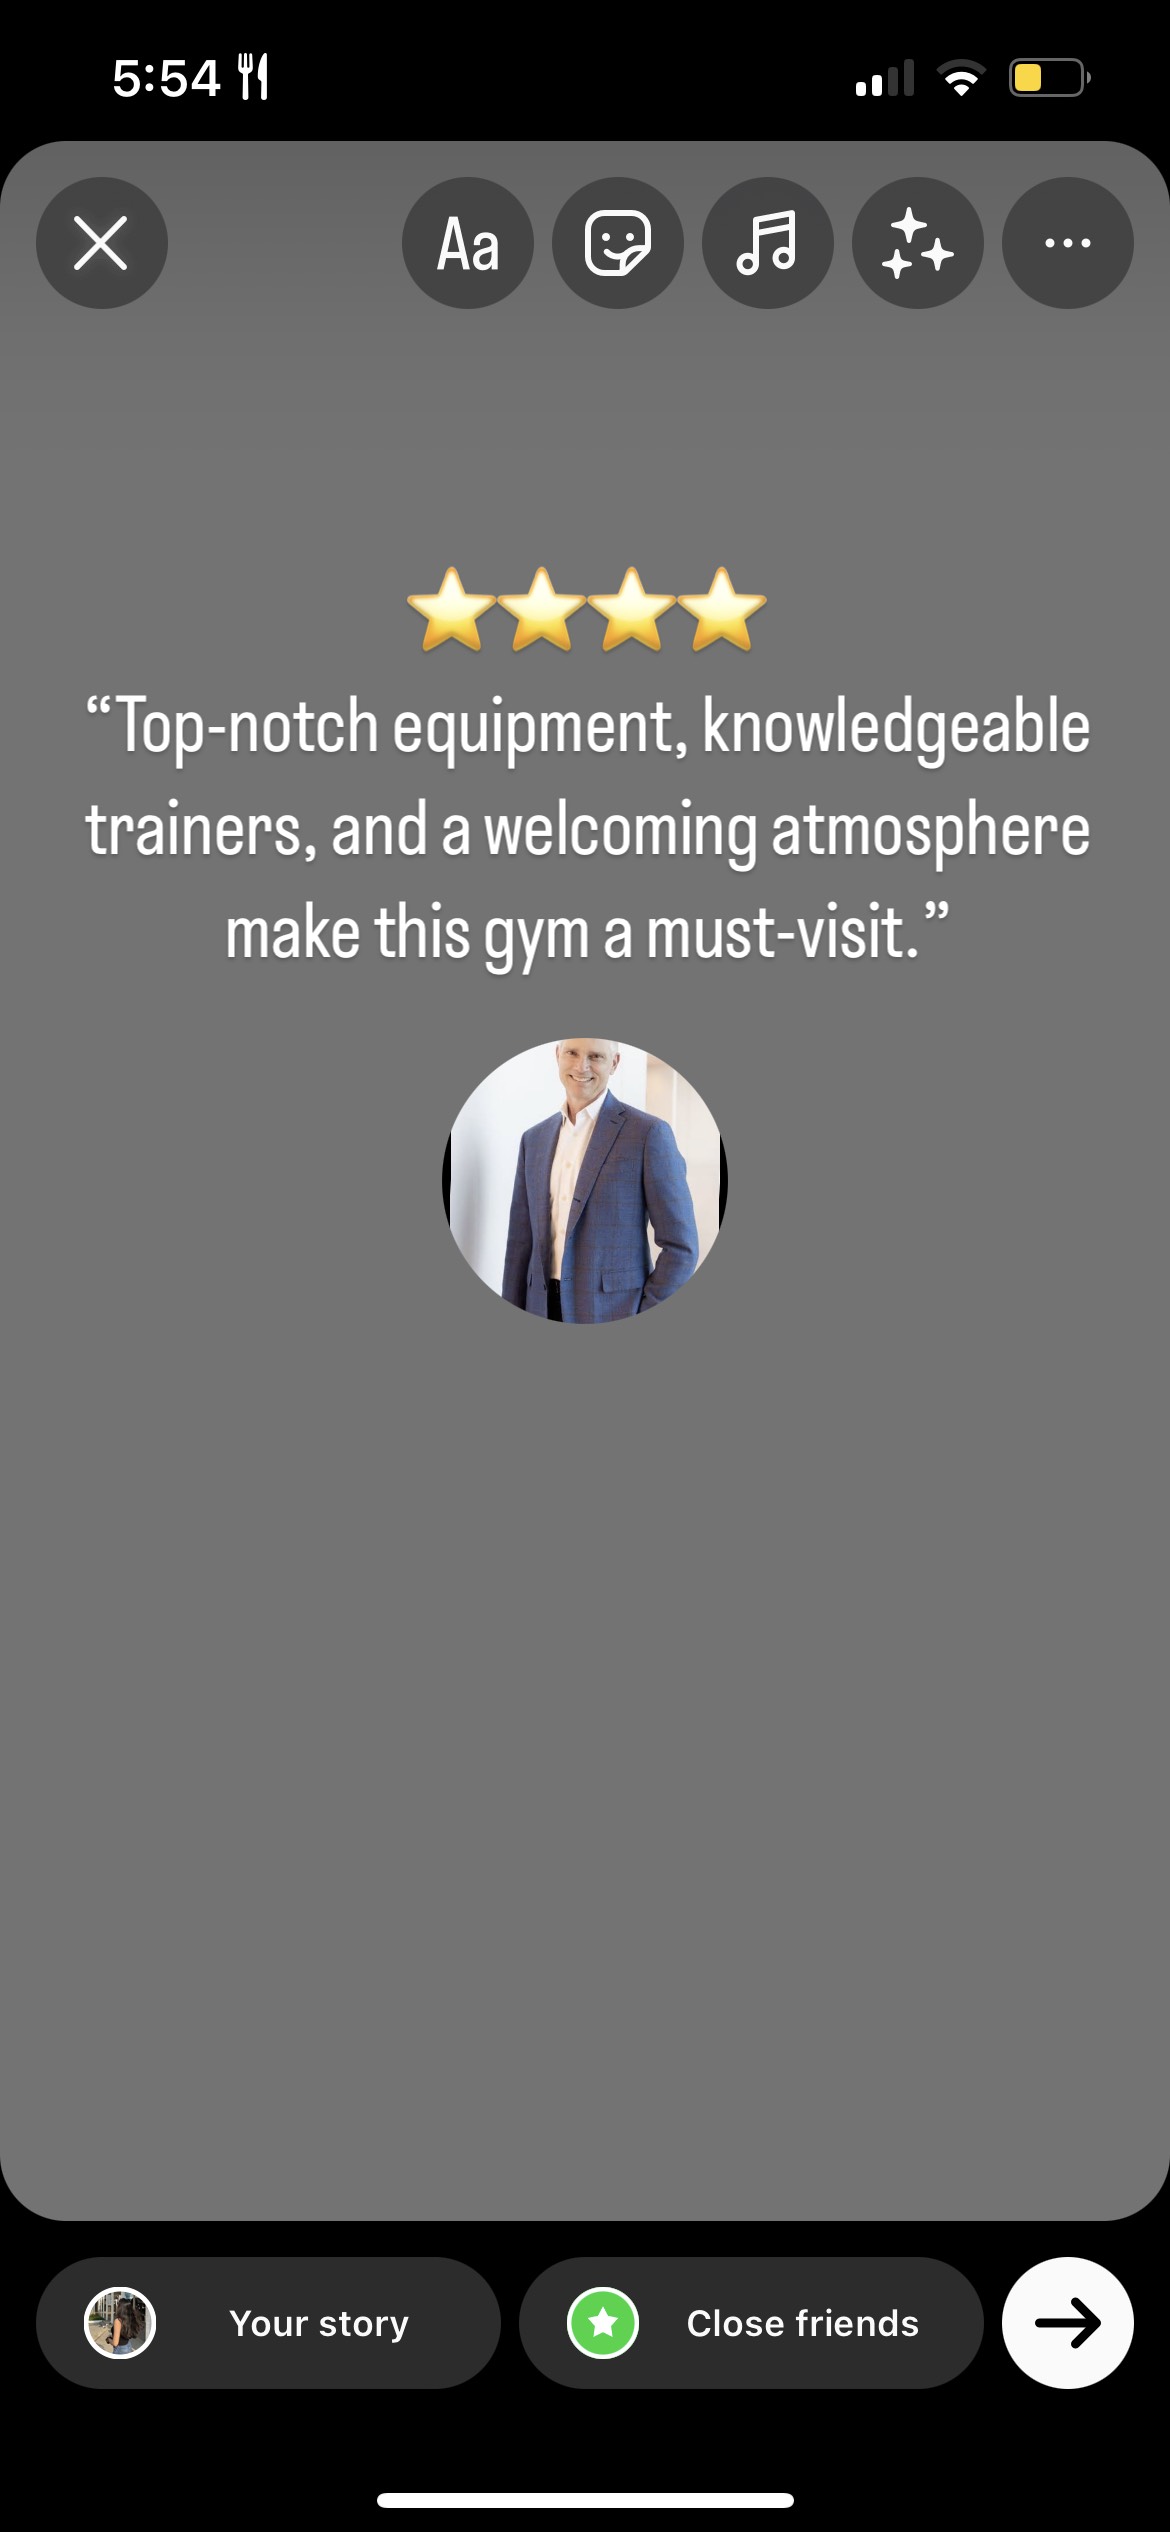 5:54
Aa
“Top-notch equipment, knowledgeable
trainers, and a welcoming atmosphere
make this gym a must-visit.”
Your story
Close friends